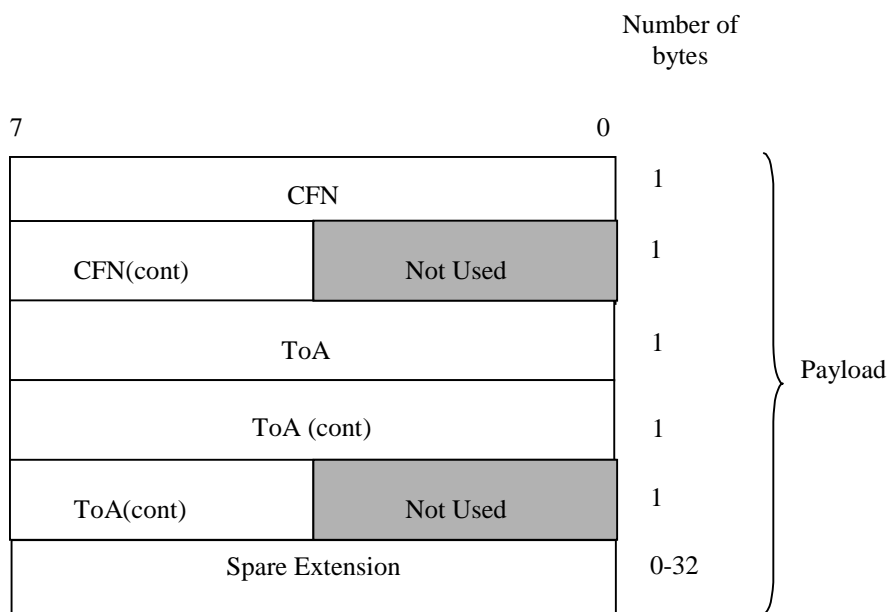 Number of
bytes
7 0
CFN 1
CFN(cont) Not Used 1
ToA 1
ToA (cont) 1
ToA(cont) Not Used 1
Spare Extension 0-32
Payload